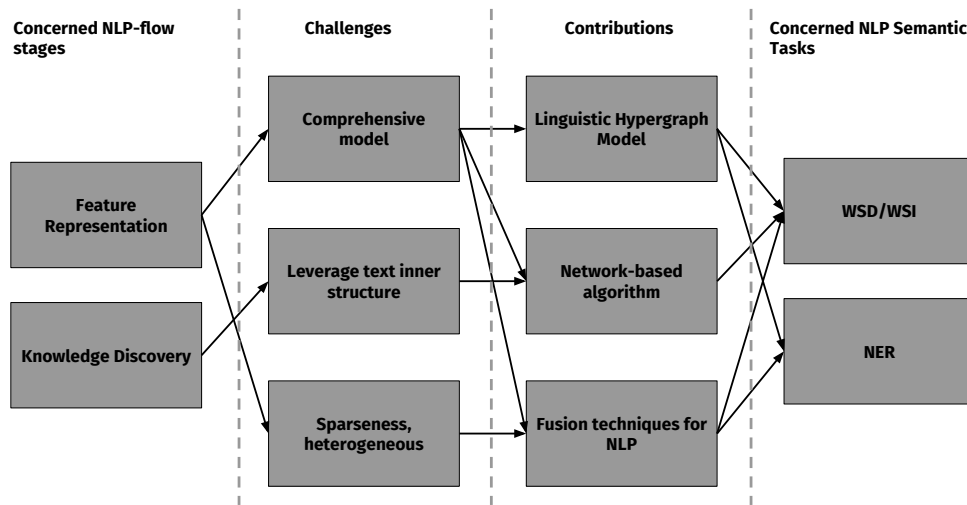 Concerned NLP-flow
stages
Challenges
Contributions
Concerned NLP Semantic
Tasks
Feature
Representation
Knowledge Discovery
Comprehensive
model
Leverage text inner
structure
Sparseness,
heterogeneous
Linguistic Hypergraph
Model
Network-based
algorithm
Fusion techniques for
NLP
WSD/WSI
NER